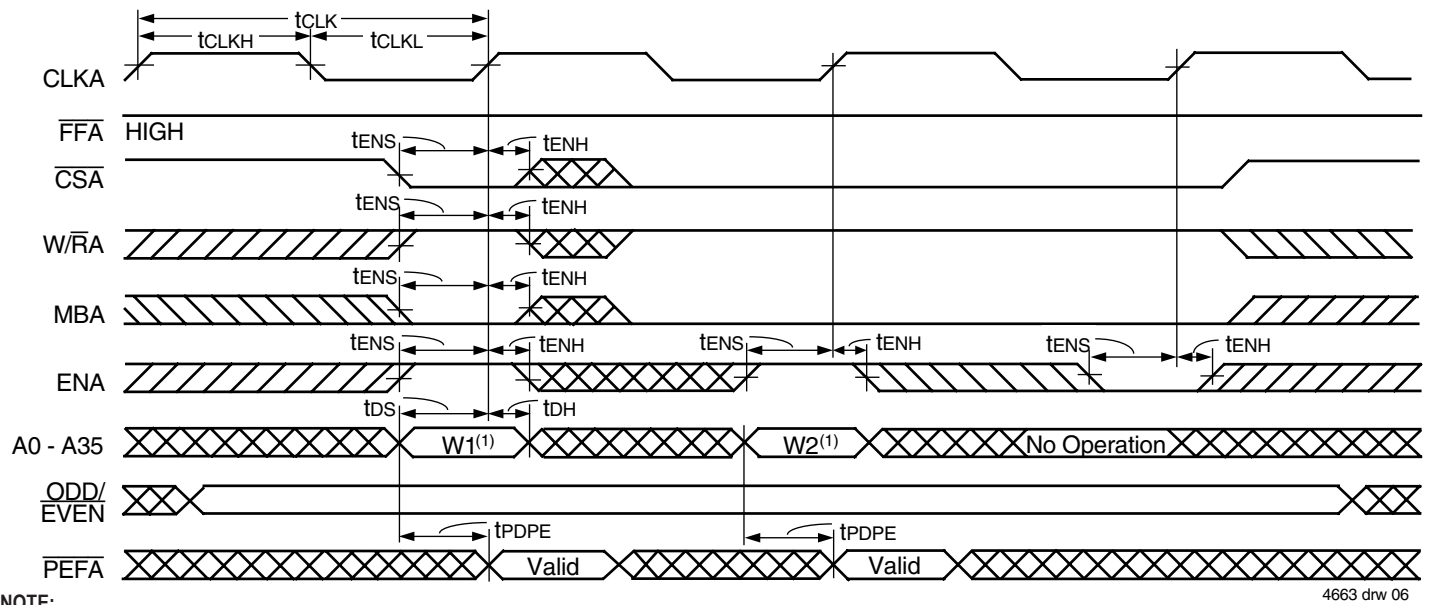 tCLK
tCLKH tCLKL
CLKA
FFA HIGH
tENS tENH
CSA
tENS tENH
W/RA
tENS tENH
MBA
tENS tENH tENS tENH tENS tENH
ENA
tDS tDH
A0 - A35 W1(1) W2(1) No Operation
ODD/
EVEN
tPDPE tPDPE
PEFA Valid Valid
4663 drw 06
NOTE: